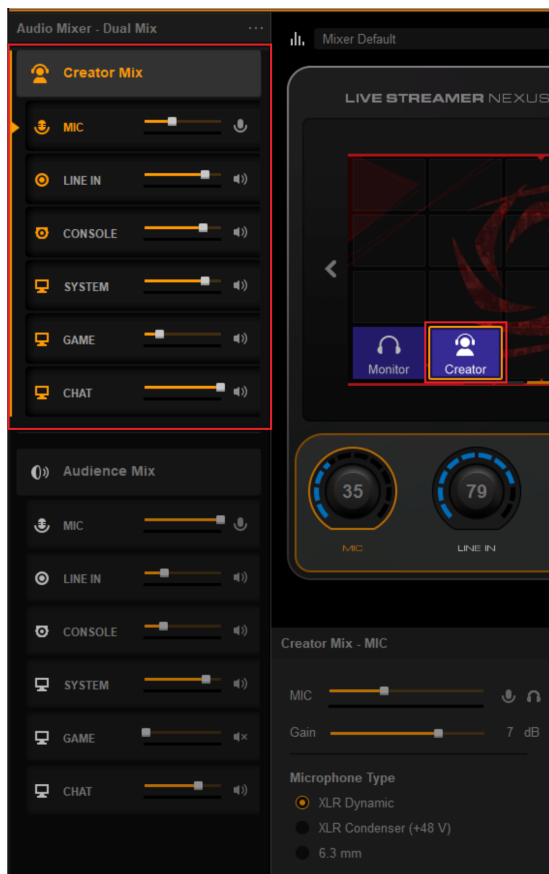 Audio Mixer - Dual Mix
Creator Mix
MIC
LINE IN
CONSOLE
SYSTEM
GAME
CHAT
Audience Mix
MIC
LINE IN
CONSOLE
SYSTEM
GAME
CHAT
Mixer Default
LIVE STREAMER NEXUS
Monitor
Creator
35
79
MIC
LINE IN
Creator Mix - MIC
MIC
Gain 7 dB
Microphone Type
XLR Dynamic
XLR Condenser (+48 V)
6.3 mm